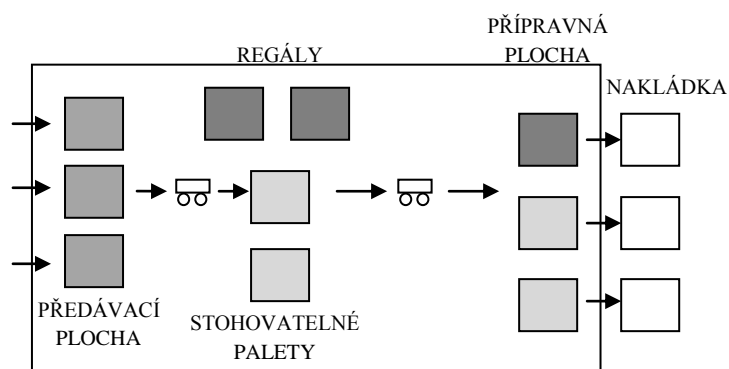 PŘÍPRAVNÁ
PLOCHA
REGÁLY
NAKLÁDKA
PŘEDÁVACÍ
PLOCHA
STOHOVATELNÉ
PALETY